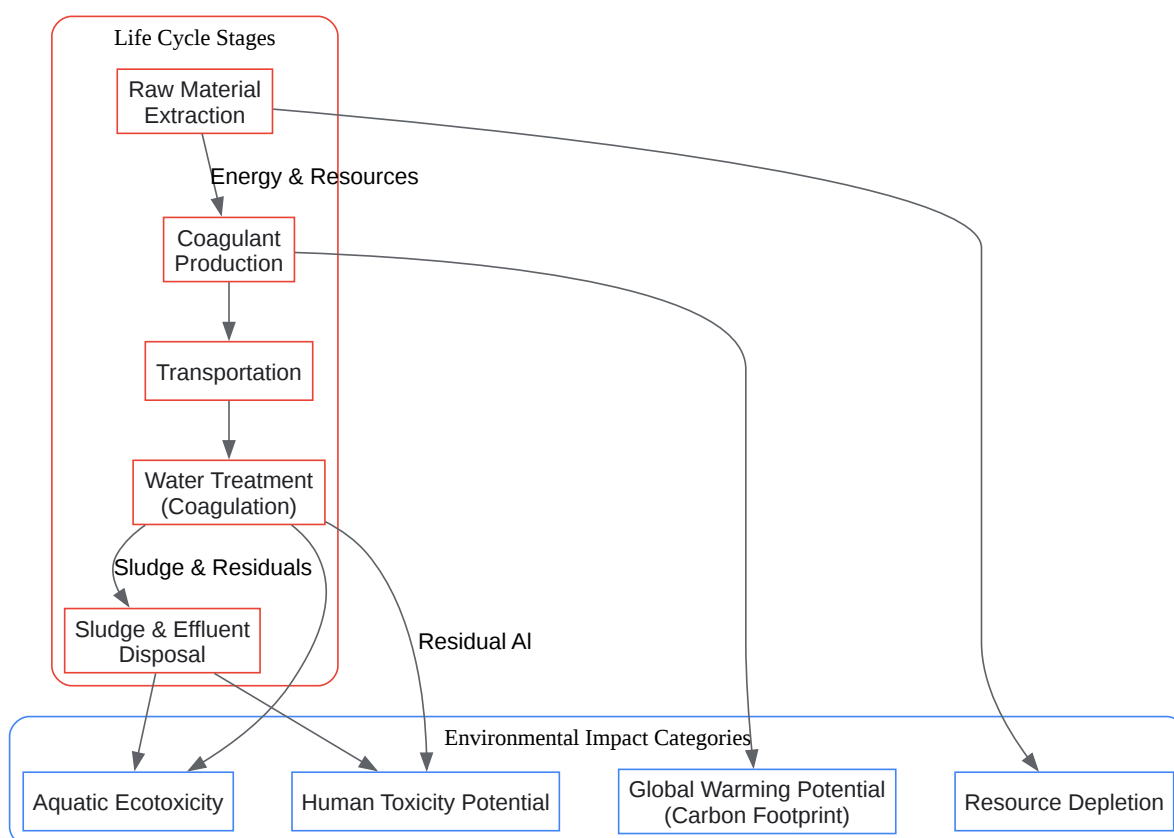 Life Cycle Stages
Raw Material
Extraction
Energy & Resources
Coagulant
Production
Transportation
Water Treatment
(Coagulation)
Sludge & Residuals
Sludge & Effluent
Disposal
Residual Al
Environmental Impact Categories
Aquatic Ecotoxicity
Human Toxicity Potential
Global Warming Potential
(Carbon Footprint)
Resource Depletion